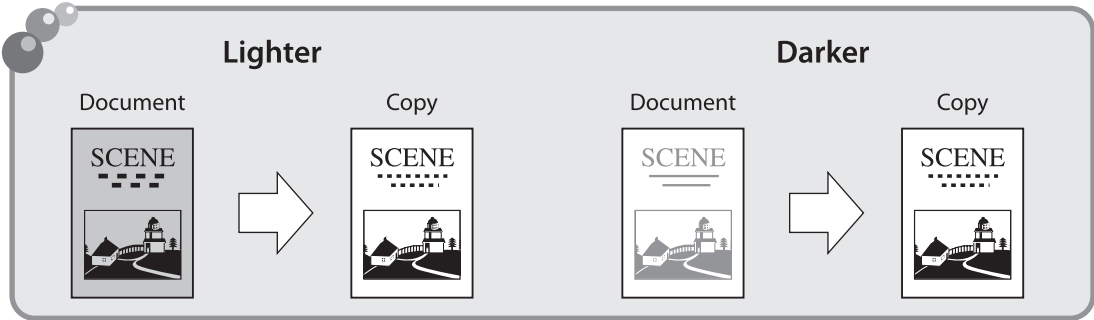 Lighter
Darker
Document
Copy
Document
Copy
SCENE
SCENE
SCENE
SCENE